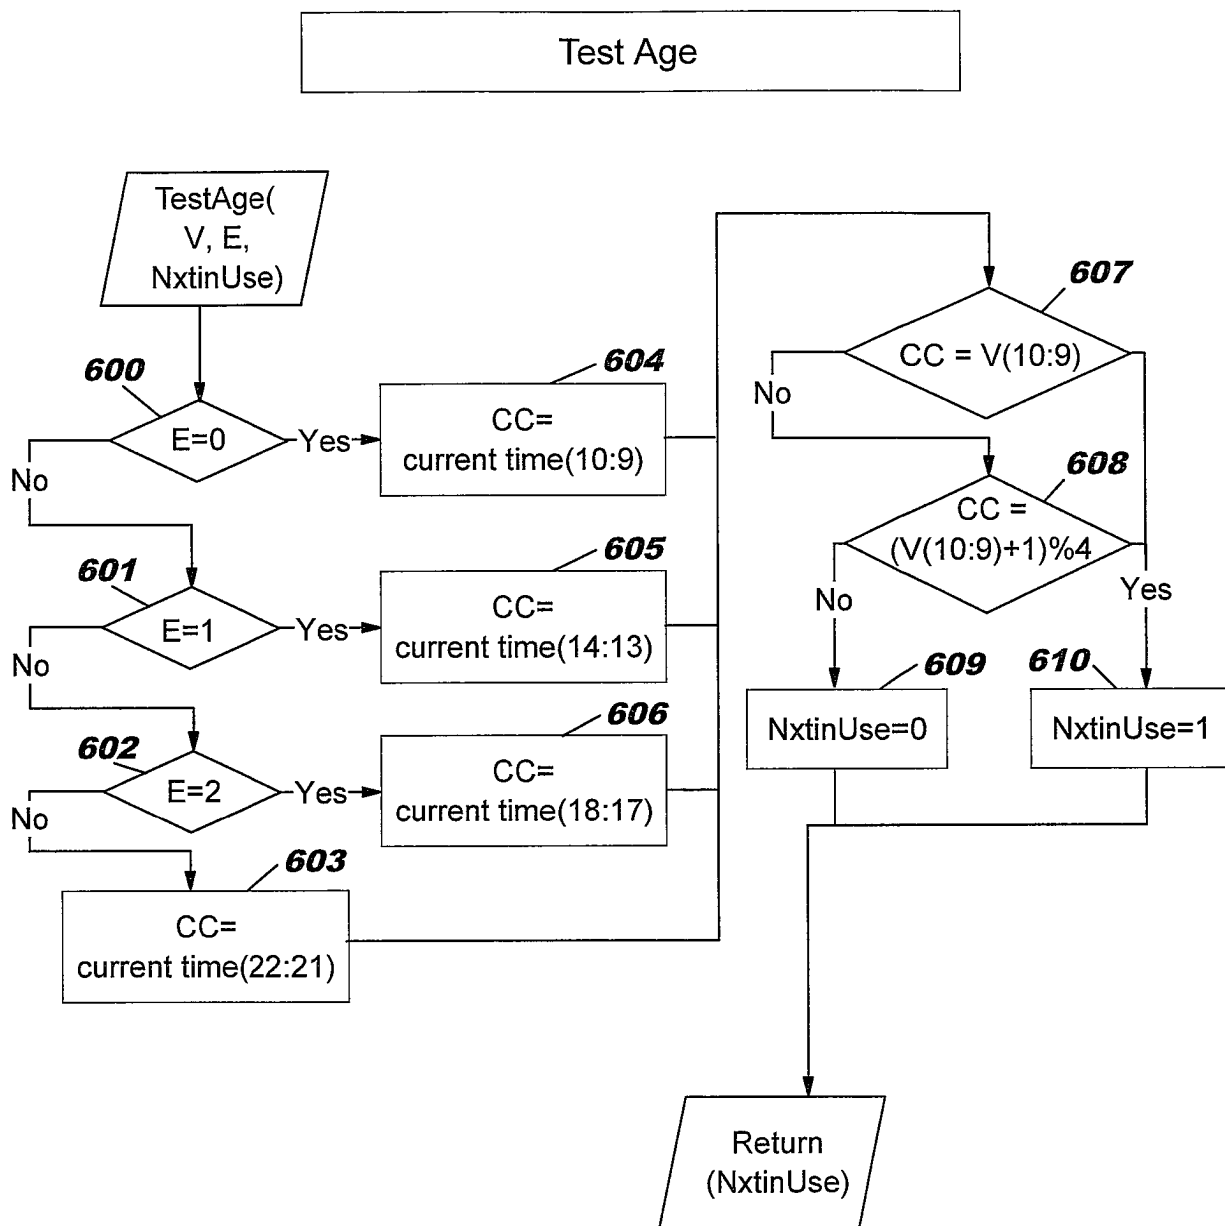 Test Age
TestAge(
V, E,
NxtinUse)
600
E=0
Yes
No
604
CC=
current time(10:9)
601
E=1
Yes
No
605
CC=
current time(14:13)
602
E=2
Yes
No
606
CC=
current time(18:17)
603
CC=
current time(22:21)
607
CC = V(10:9)
No
608
CC =
(V(10:9)+1)%4
No
Yes
609
NxtinUse=0
610
NxtinUse=1
Return
(NxtinUse)